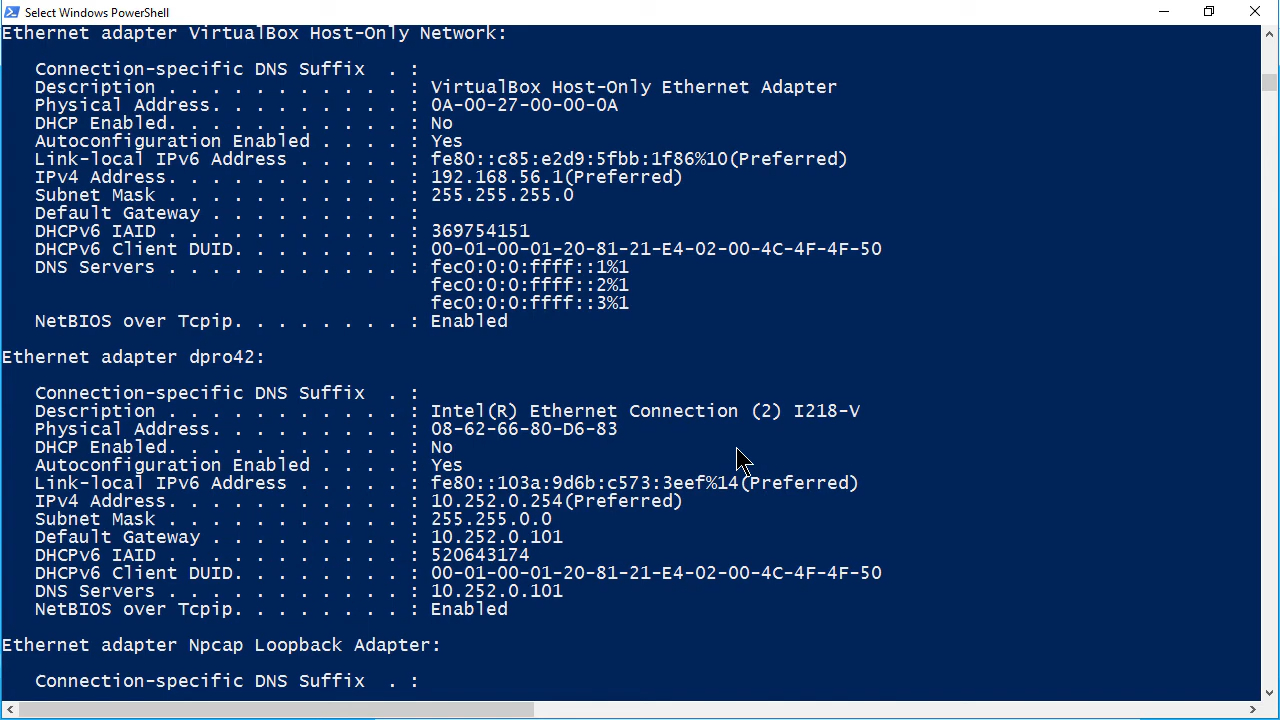 Select Windows PowerShell
Ethernet adapter VirtualBox Host-Only Network:
Connection-specific DNS Suffix  . :
Description . . . . . . . . . . . : VirtualBox Host-Only Ethernet Adapter
Physical Address. . . . . . . . . : 0A-00-27-00-00-0A
DHCP Enabled. . . . . . . . . . . : No
Autoconfiguration Enabled . . . . : Yes
Link-local IPv6 Address . . . . . : fe80::c85:e2d9:5fbb:1f86%10(Preferred)
IPv4 Address. . . . . . . . . . . : 192.168.56.1(Preferred)
Subnet Mask . . . . . . . . . . . : 255.255.255.0
Default Gateway . . . . . . . . . :
DHCPv6 IAID . . . . . . . . . . . : 369754151
DHCPv6 Client DUID. . . . . . . . : 00-01-00-01-20-81-21-E4-02-00-4C-4F-4F-50
DNS Servers . . . . . . . . . . . : fec0:0:0:ffff::1%1
fec0:0:0:ffff::2%1
fec0:0:0:ffff::3%1
NetBIOS over Tcpip. . . . . . . . : Enabled
Ethernet adapter dpro42:
Connection-specific DNS Suffix  . :
Description . . . . . . . . . . . : Intel(R) Ethernet Connection (2) I218-V
Physical Address. . . . . . . . . : 08-62-66-80-D6-83
DHCP Enabled. . . . . . . . . . . : No
Autoconfiguration Enabled . . . . : Yes
Link-local IPv6 Address . . . . . : fe80::103a:9d6b:c573:3eef%14(Preferred)
IPv4 Address. . . . . . . . . . . : 10.252.0.254(Preferred)
Subnet Mask . . . . . . . . . . . : 255.255.0.0
Default Gateway . . . . . . . . . : 10.252.0.101
DHCPv6 IAID . . . . . . . . . . . : 520643174
DHCPv6 Client DUID. . . . . . . . : 00-01-00-01-20-81-21-E4-02-00-4C-4F-4F-50
DNS Servers . . . . . . . . . . . : 10.252.0.101
NetBIOS over Tcpip. . . . . . . . : Enabled
Ethernet adapter Npcap Loopback Adapter:
Connection-specific DNS Suffix  . :